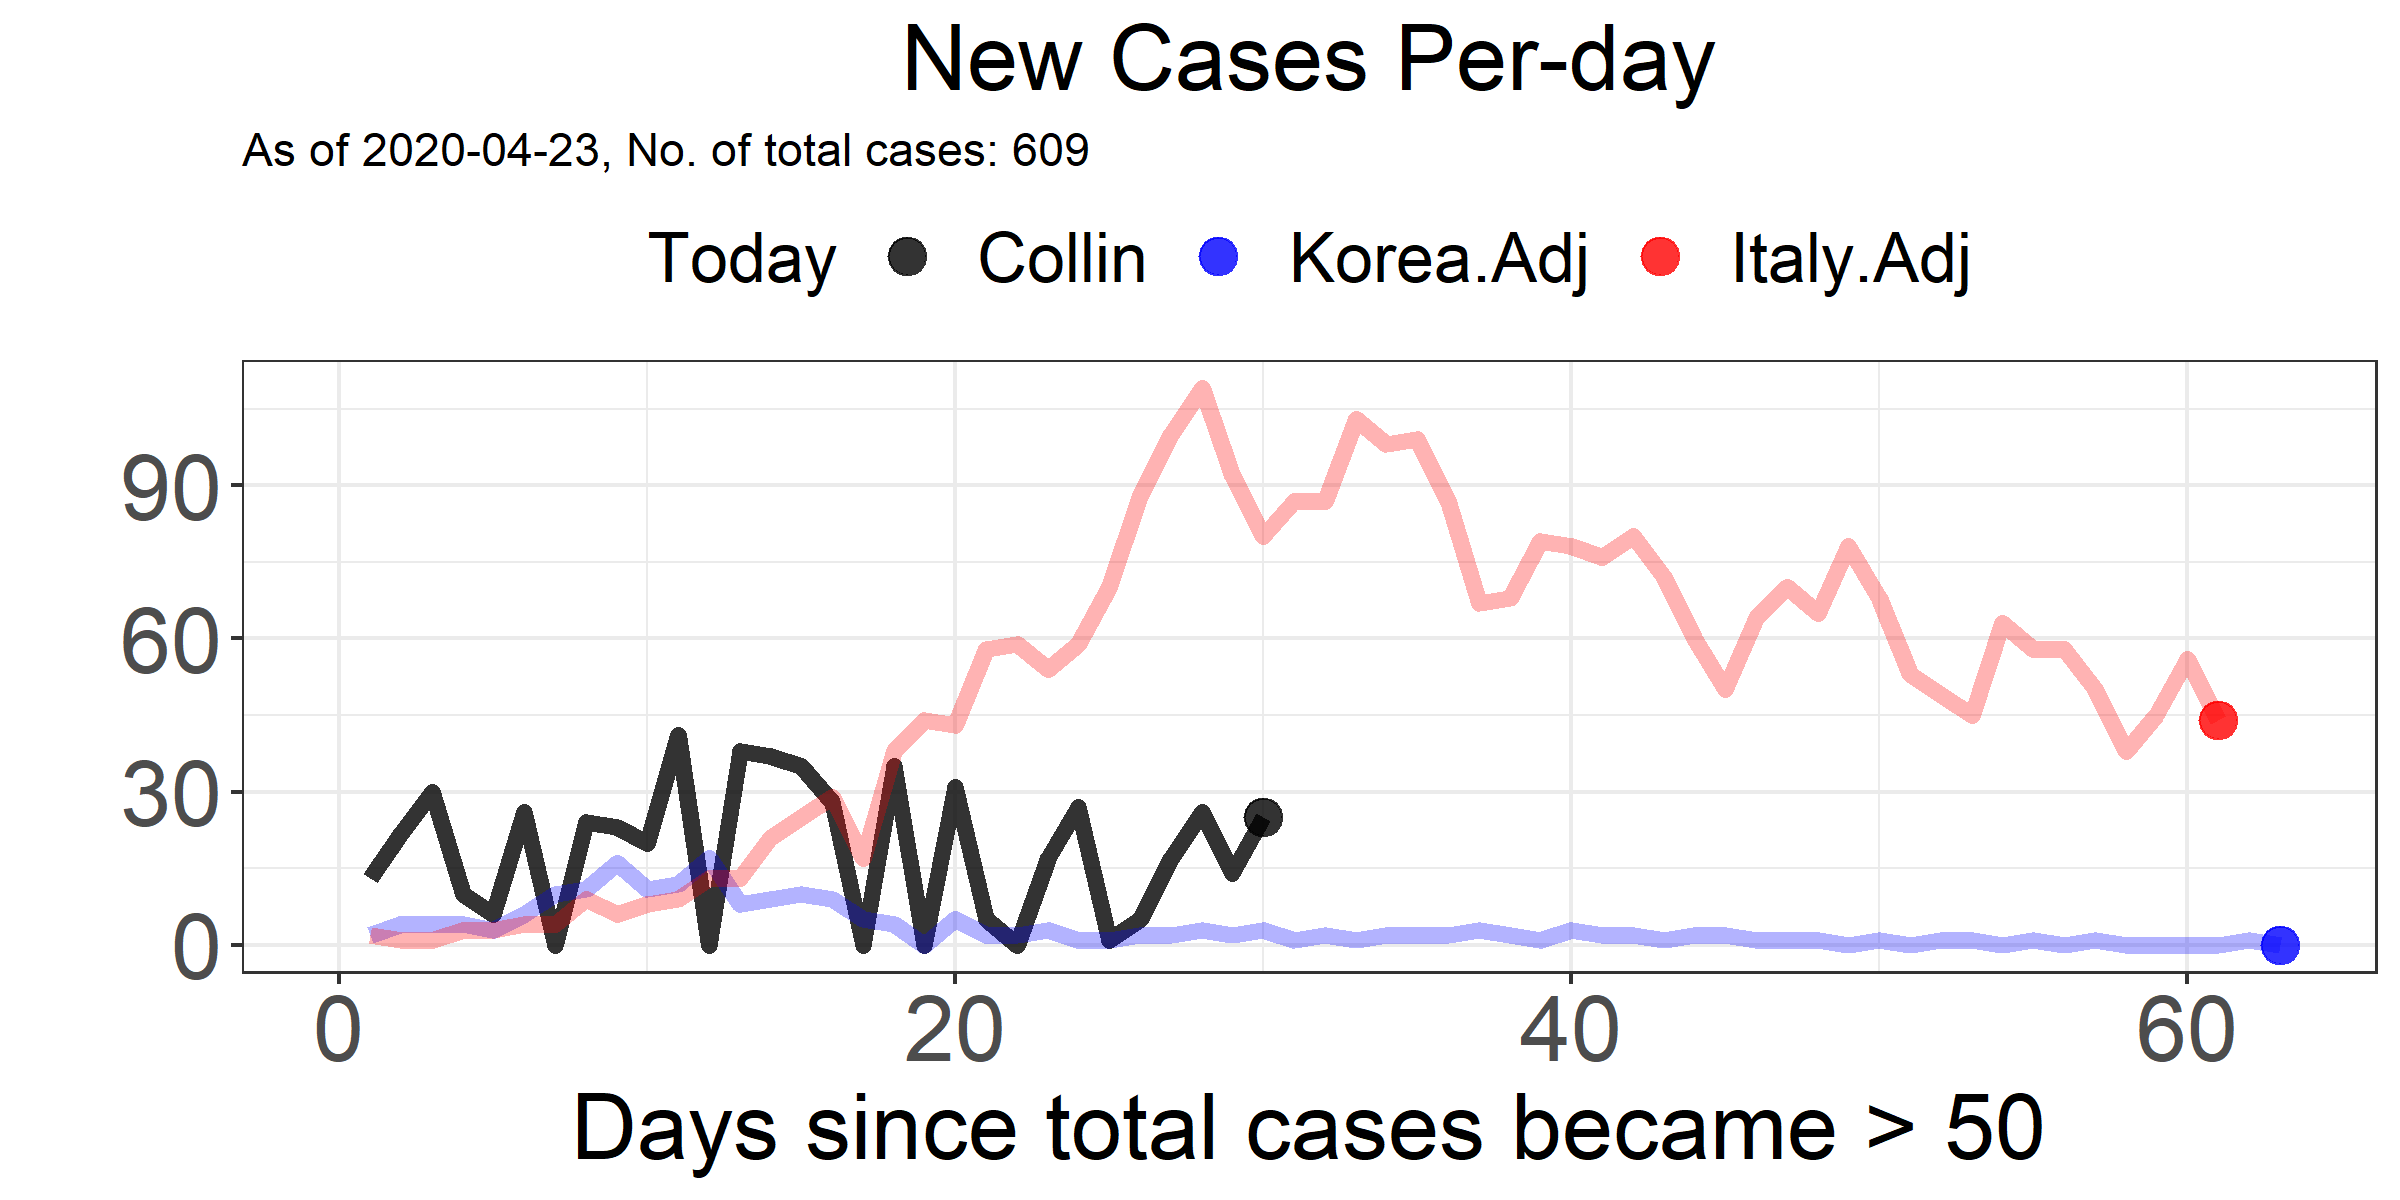 New Cases Per-day
As of 2020-04-23, No. of total cases: 609
Today Collin Korea.Adj Italy.Adj
90
60
30
0
0 20 40 60
Days since total cases became > 50